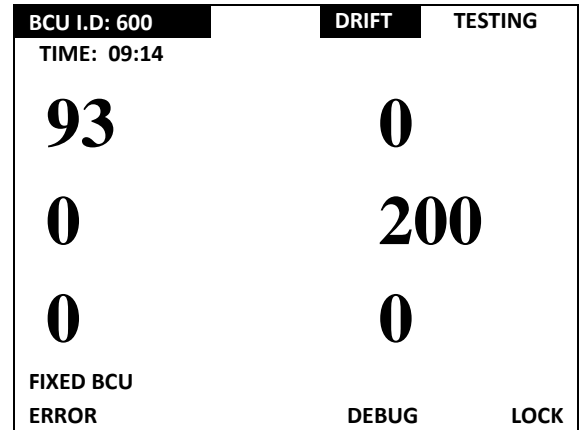 BCU I.D: 600 DRIFT TESTING
TIME: 09:14
93 0
0 200
0 0
FIXED BCU
ERROR DEBUG LOCK